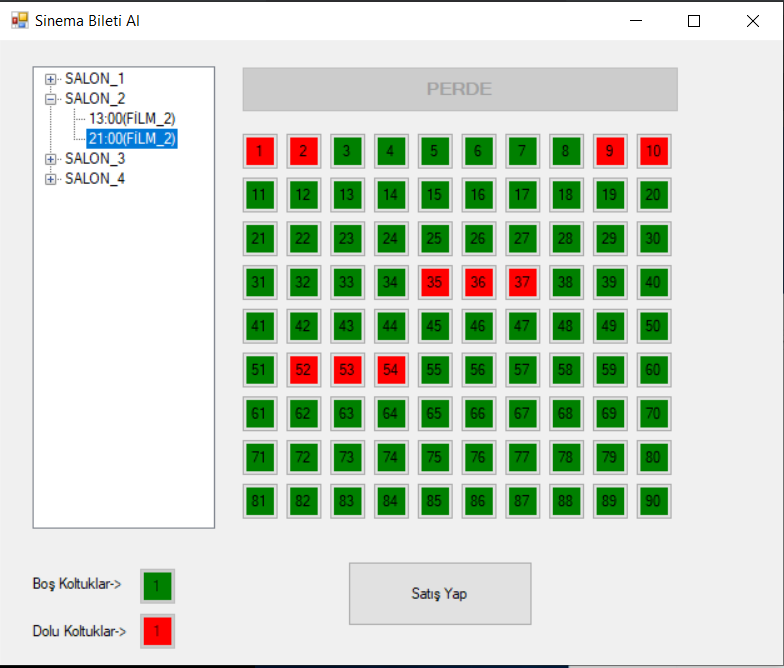 Sinema Bileti Al
SALON_1
SALON_2
13:00(FİLM_2)
21:00(FİLM_2)
SALON_3
SALON_4
PERDE
1 2 3 4 5 6 7 8 9 10
11 12 13 14 15 16 17 18 19 20
21 22 23 24 25 26 27 28 29 30
31 32 33 34 35 36 37 38 39 40
41 42 43 44 45 46 47 48 49 50
51 52 53 54 55 56 57 58 59 60
61 62 63 64 65 66 67 68 69 70
71 72 73 74 75 76 77 78 79 80
81 82 83 84 85 86 87 88 89 90
Boş Koltuklar-> 1
Dolu Koltuklar-> 1
Satış Yap